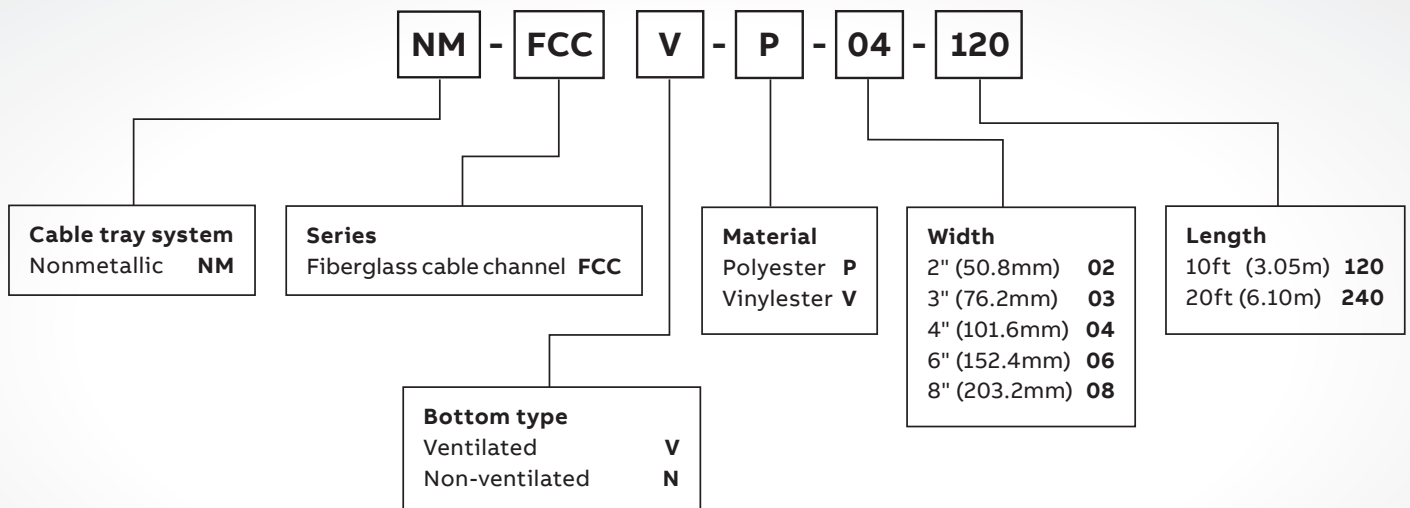 NM - FCC V - P - 04 - 120
Cable tray system
Nonmetallic NM
Series
Fiberglass cable channel FCC
Material
Polyester P
Vinylester V
Width
2" (50.8mm) 02
3" (76.2mm) 03
4" (101.6mm) 04
6" (152.4mm) 06
8" (203.2mm) 08
Length
10ft (3.05m) 120
20ft (6.10m) 240
Bottom type
Ventilated V
Non-ventilated N